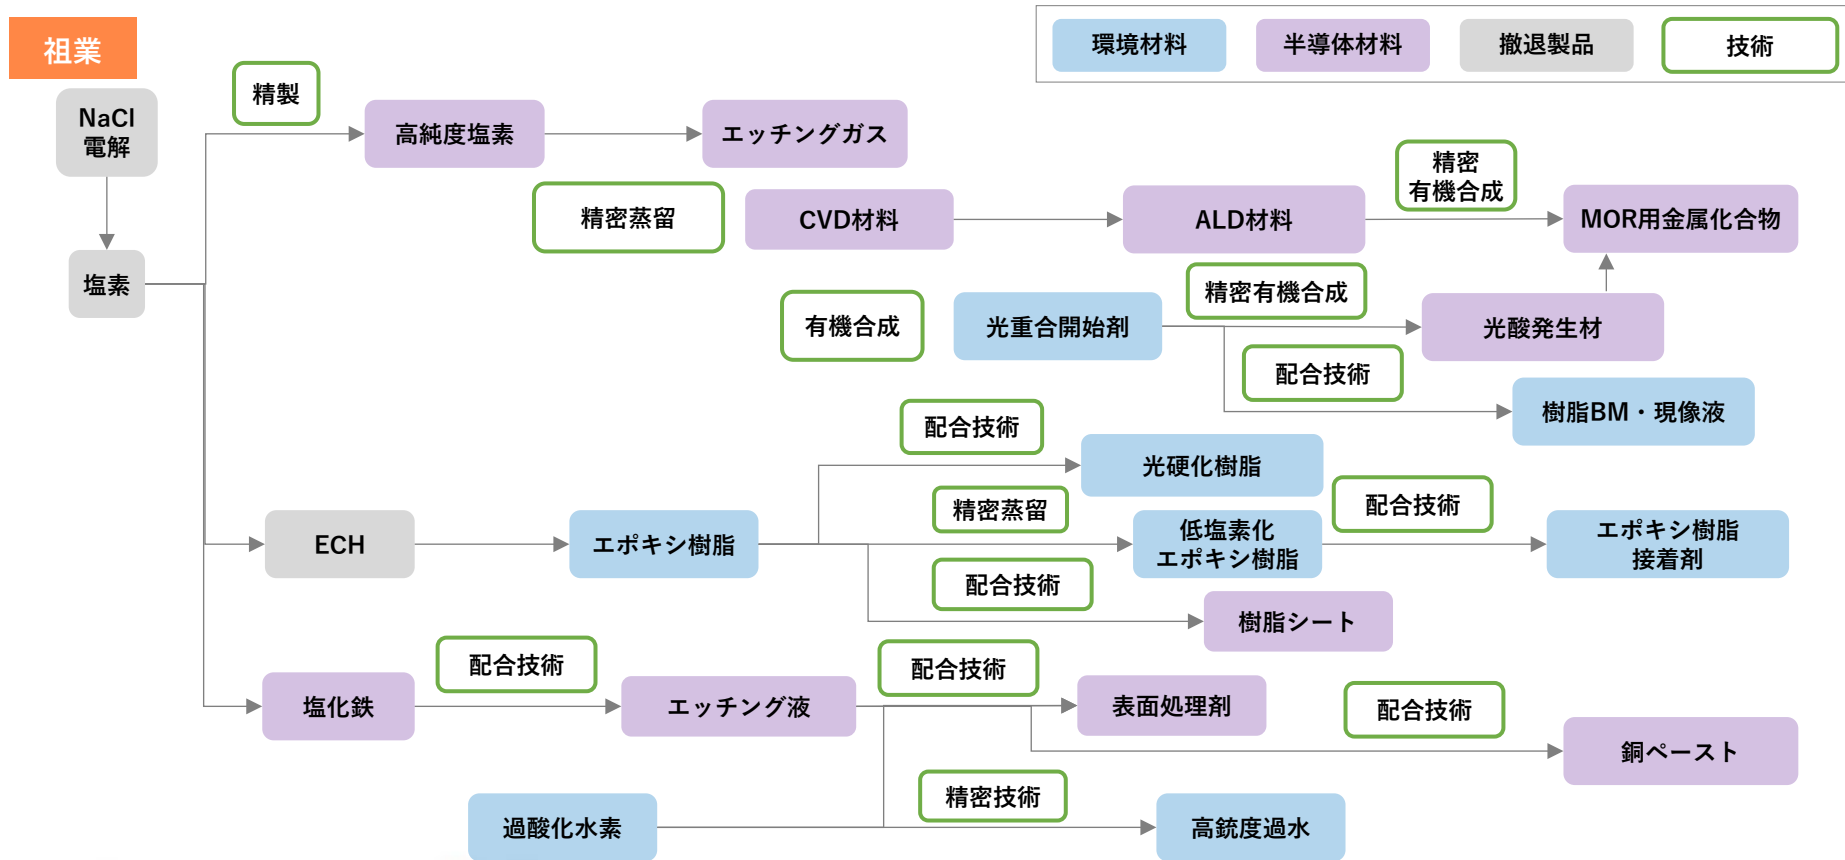 祖業
環境材料
半導体材料
撤退製品
技術
NaCl
電解
精製
高純度塩素
エッチングガス
精密
有機合成
精密蒸留
CVD材料
ALD材料
MOR用金属化合物
塩素
精密有機合成
有機合成
光重合開始剤
光酸発生材
配合技術
樹脂BM・現像液
配合技術
光硬化樹脂
精密蒸留
配合技術
ECH
エポキシ樹脂
低塩素化
エポキシ樹脂
エポキシ樹脂
接着剤
配合技術
樹脂シート
配合技術
配合技術
塩化鉄
エッチング液
表面処理剤
配合技術
銅ペースト
精密技術
過酸化水素
高銃度過水